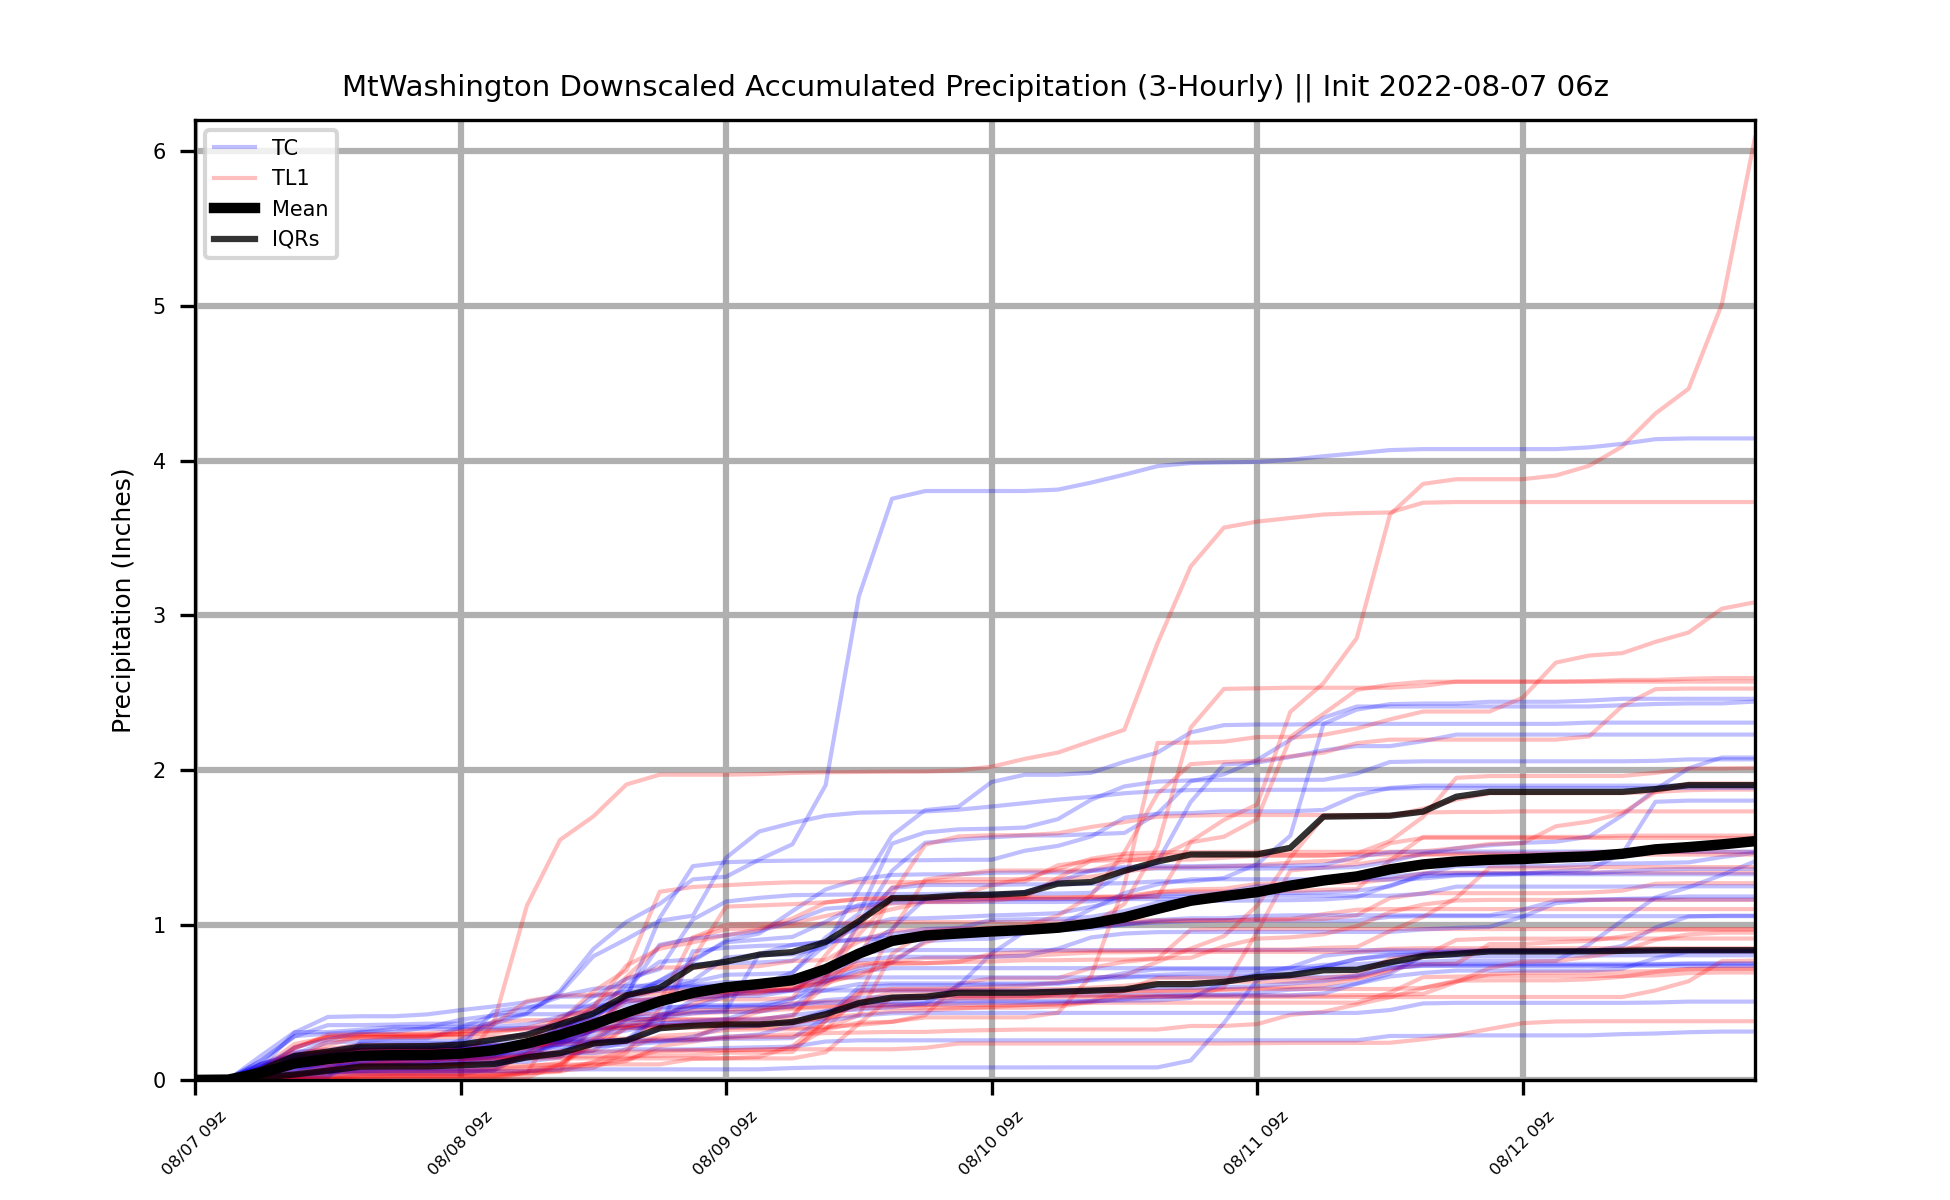 MtWashington Downscaled Accumulated Precipitation (3-Hourly) || Init 2022-08-07 06z
TC
TL1
Mean
IQRs
Precipitation (Inches)
6
5
4
3
2
1
0
08/07 09z
08/08 09z
08/09 09z
08/10 09z
08/11 09z
08/12 09z